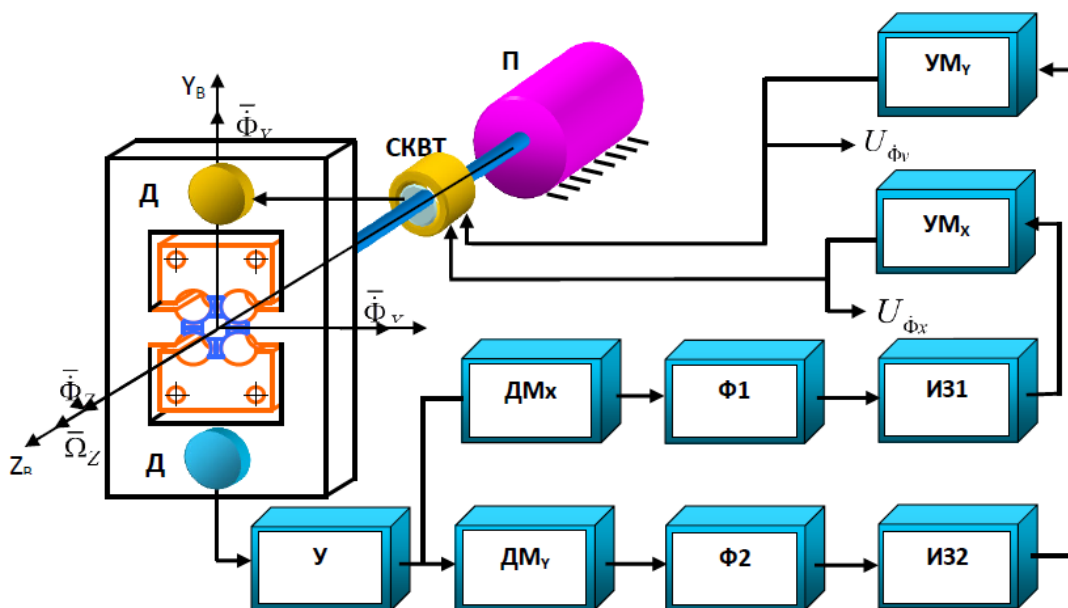 П
УМY
YB
Φ̄̇Y
СКВТ
Д
UΦ̇y
УМX
Φ̄̇Y
UΦ̇x
ДМx
Ф1
ИЗ1
Φ̄̇Z
Ω̄Z
ZB
Д
У
ДМY
Ф2
ИЗ2